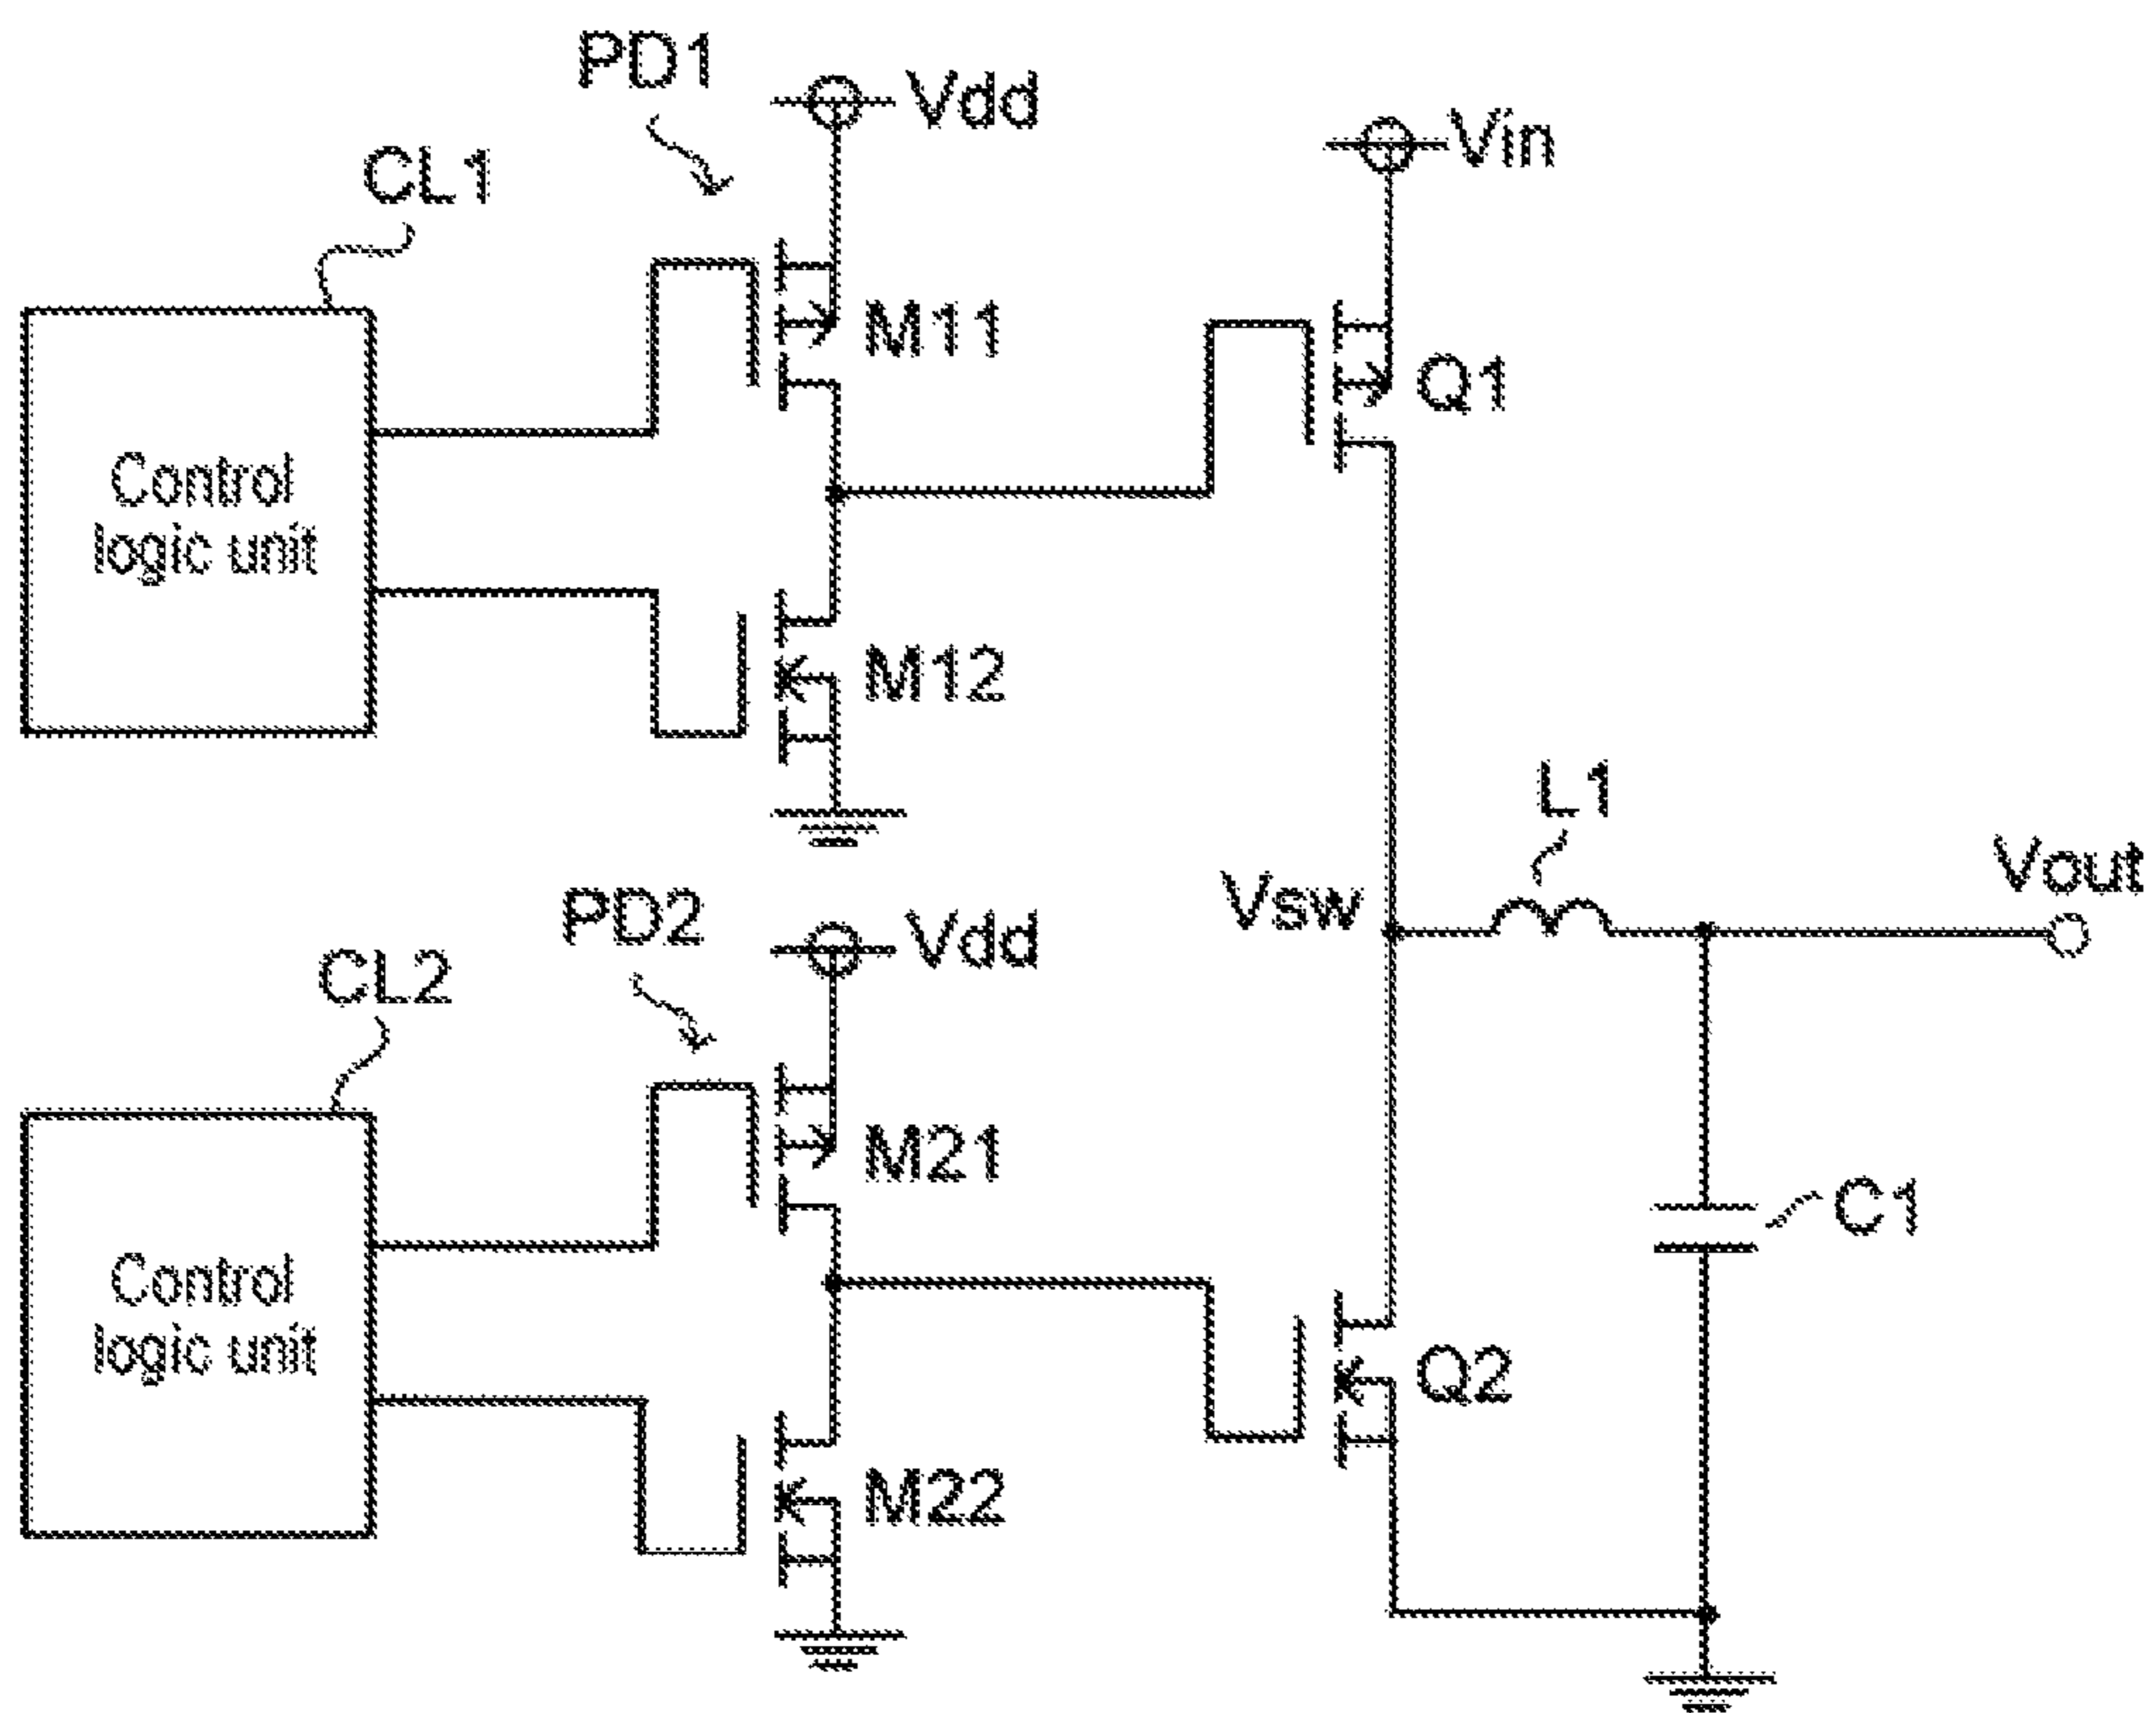 PD1
Vdd
Vin
CL1
M11
Q1
Control
logic unit
M12
L1
Vout
Vsw
PD2
Vdd
CL2
M21
C1
Control
logic unit
Q2
M22